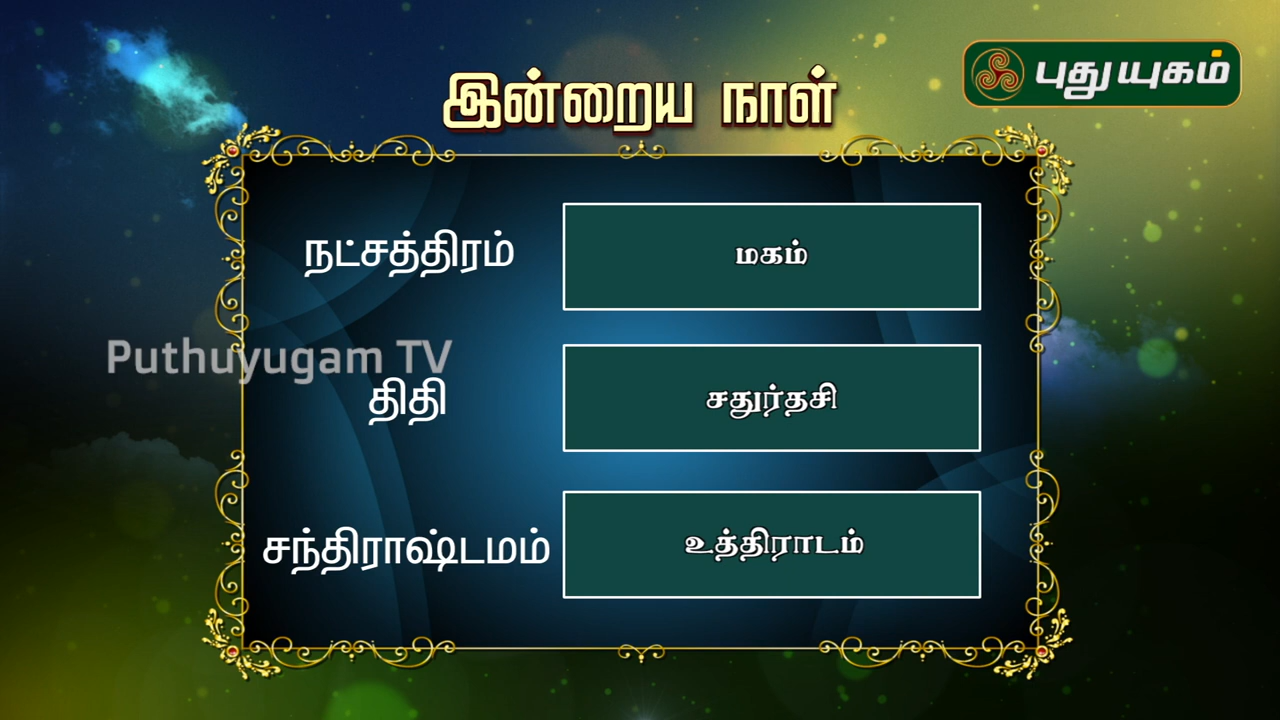 இன்றைய நாள்
புதுயுகம்
நட்சத்திரம்
மகம்
Puthuyugam TV
திதி
சதுர்தசி
சந்திராஷ்டமம்
உத்திராடம்